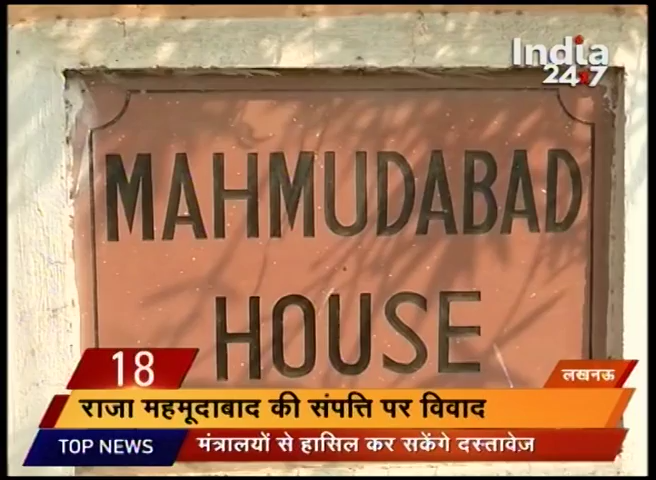 India
24x7
MAHMUDABAD
HOUSE
18
लखनऊ
राजा महमूदाबाद की संपत्ति पर विवाद
TOP NEWS
मंत्रालयों से हासिल कर सकेंगे दस्तावेज़